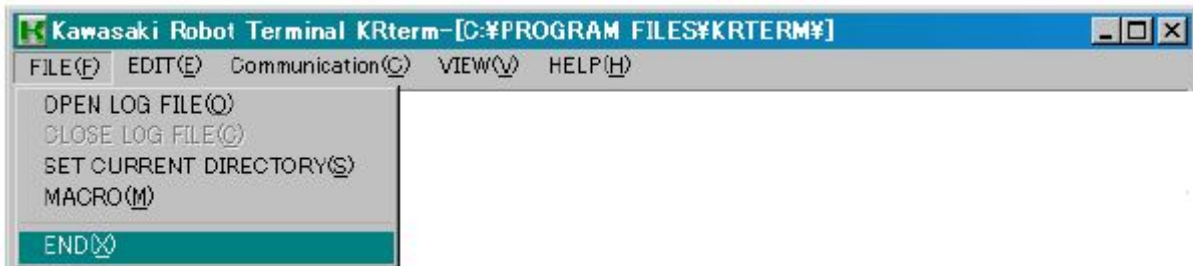 Kawasaki Robot Terminal KRterm-[C:¥PROGRAM FILES¥KRTERM¥]
FILE(F) EDIT(E) Communication(C) VIEW(V) HELP(H)
OPEN LOG FILE(O)
CLOSE LOG FILE(C)
SET CURRENT DIRECTORY(S)
MACRO(M)
END(X)